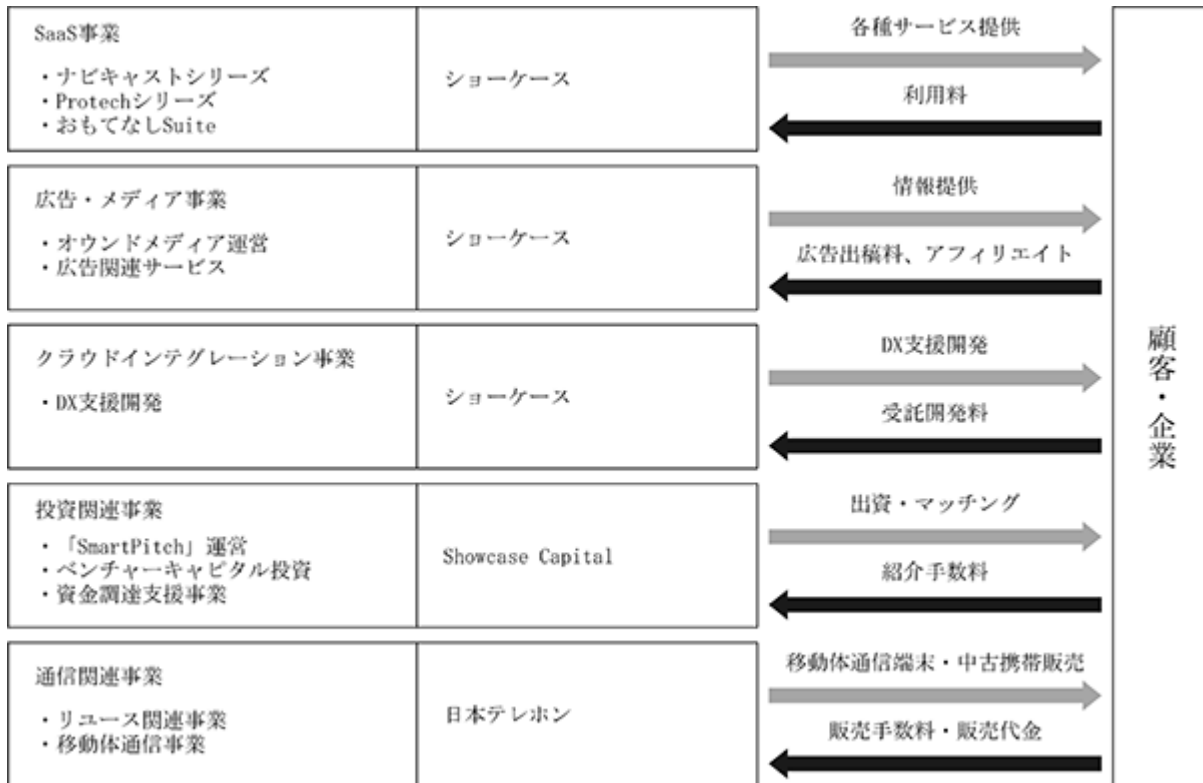 SaaS事業
・ナビキャストシリーズ
・Protechシリーズ
・おもてなしSuite
ショーケース
各種サービス提供
利用料
広告・メディア事業
・オウンドメディア運営
・広告関連サービス
ショーケース
情報提供
広告出稿料、アフィリエイト
クラウドインテグレーション事業
・DX支援開発
ショーケース
DX支援開発
受託開発料
投資関連事業
・「SmartPitch」運営
・ベンチャーキャピタル投資
・資金調達支援事業
Showcase Capital
出資・マッチング
紹介手数料
通信関連事業
・リユース関連事業
・移動体通信事業
日本テレホン
移動体通信端末・中古携帯販売
販売手数料・販売代金
顧客・企業